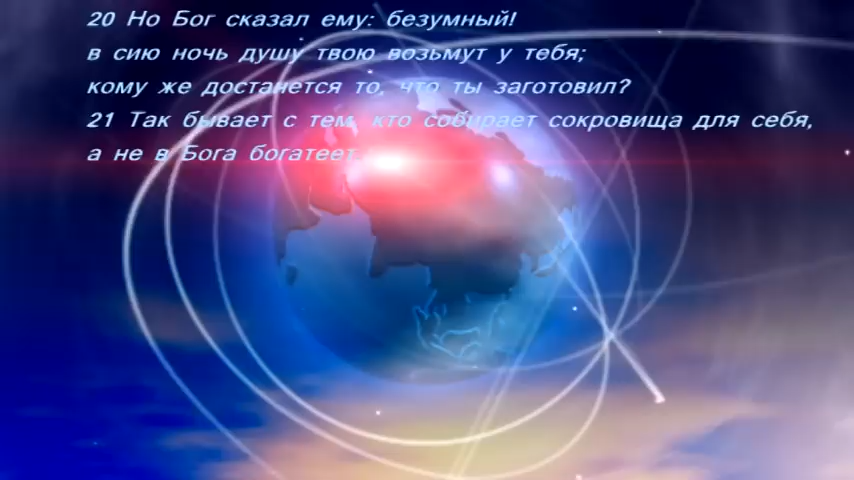 20 Но Бог сказал ему: безумный!
в сию ночь душу твою возьмут у тебя;
кому же достанется то, что ты заготовил?
21 Так бывает с тем, кто собирает сокровища для себя,
а не в Бога богатеет.